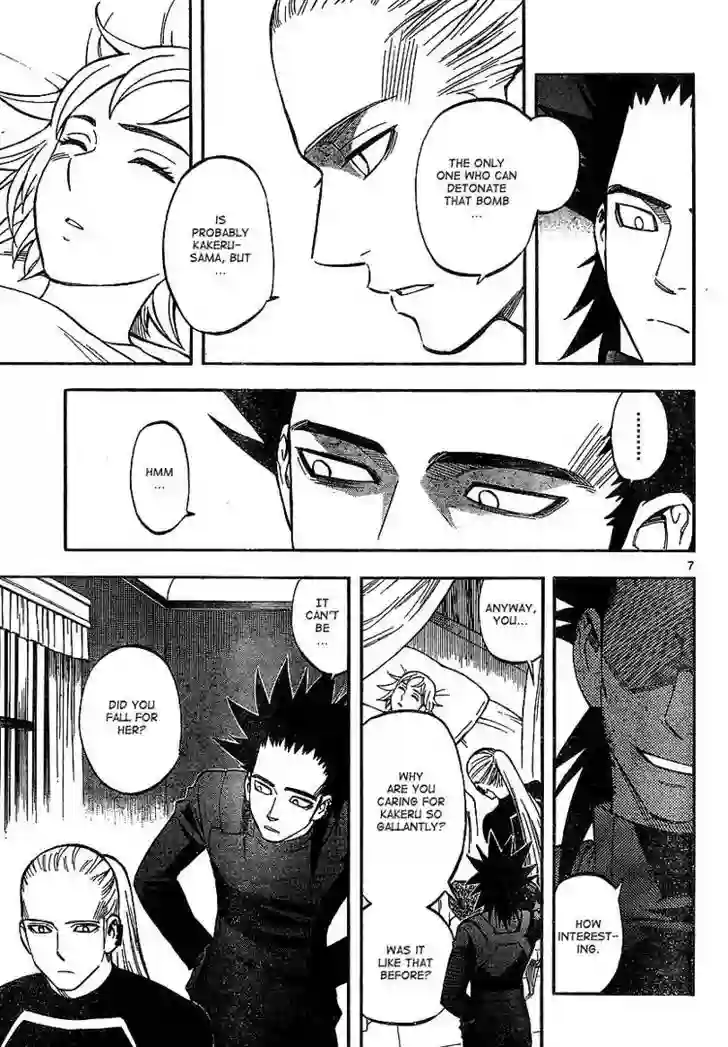 THE ONLY
ONE WHO CAN
DETONATE
THAT BOMB
...
IS
PROBABLY
KAKERU-
SAMA, BUT
...
.........
HMM
...
7
HOW
INTEREST-
ING.
ANYWAY,
YOU...
WHY
ARE YOU
CARING FOR
KAKERU SO
GALLANTLY?
WAS IT
LIKE THAT
BEFORE?
IT
CAN'T
BE
...
DID YOU
FALL FOR
HER?